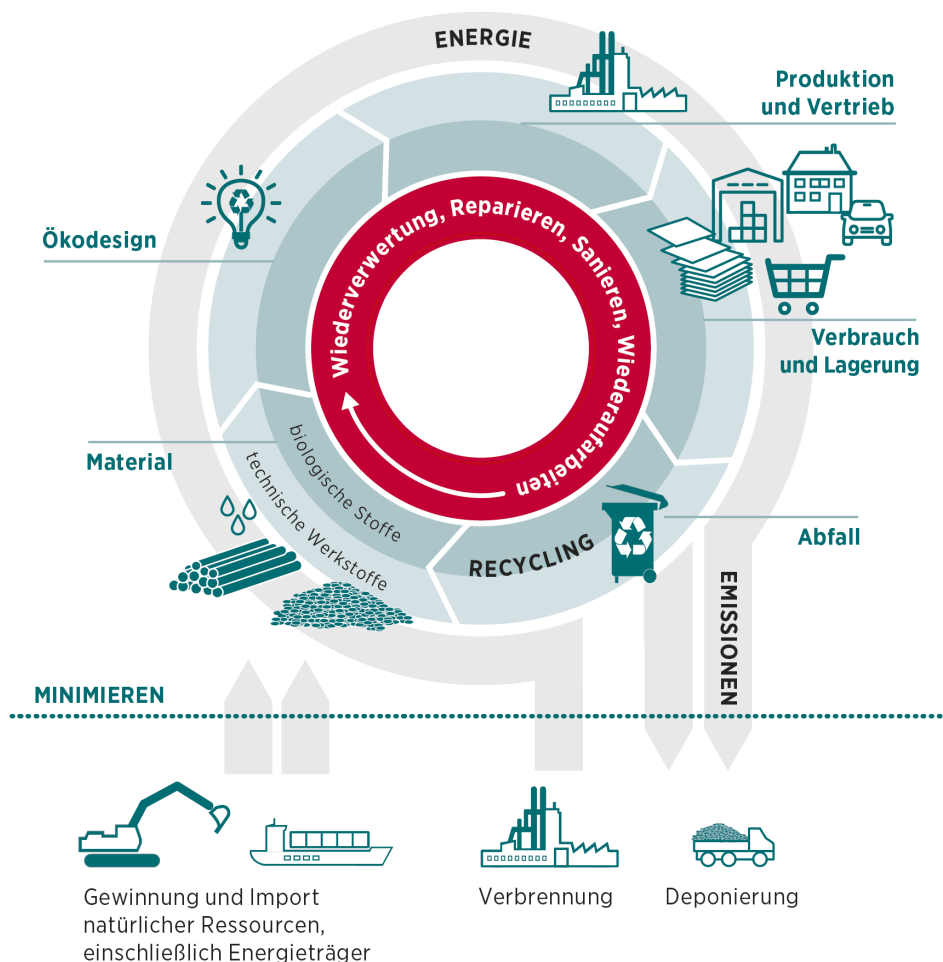 ENERGIE
Produktion
und Vertrieb
Ökodesign
Wiederverwertung, Reparieren, Sanieren, Wiederaufarbeiten
Verbrauch
und Lagerung
Material
biologische Stoffe
technische Werkstoffe
RECYCLING
Abfall
EMISSIONEN
MINIMIEREN
Gewinnung und Import
natürlicher Ressourcen,
einschließlich Energieträger
Verbrennung
Deponierung